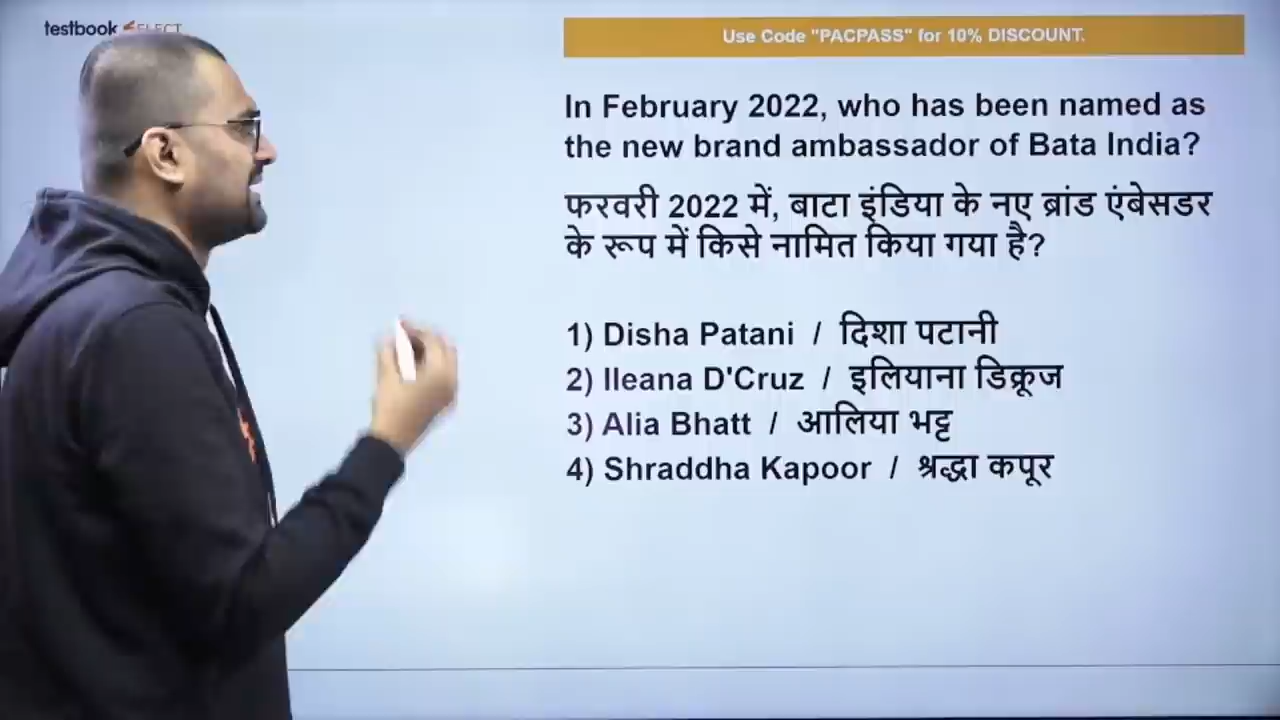 testbook SELECT
Use Code "PACPASS" for 10% DISCOUNT.
In February 2022, who has been named as
the new brand ambassador of Bata India?
फरवरी 2022 में, बाटा इंडिया के नए ब्रांड एंबेसडर
के रूप में किसे नामित किया गया है?
1) Disha Patani / दिशा पटानी
2) Ileana D'Cruz / इलियाना डिक्रूज
3) Alia Bhatt / आलिया भट्ट
4) Shraddha Kapoor / श्रद्धा कपूर